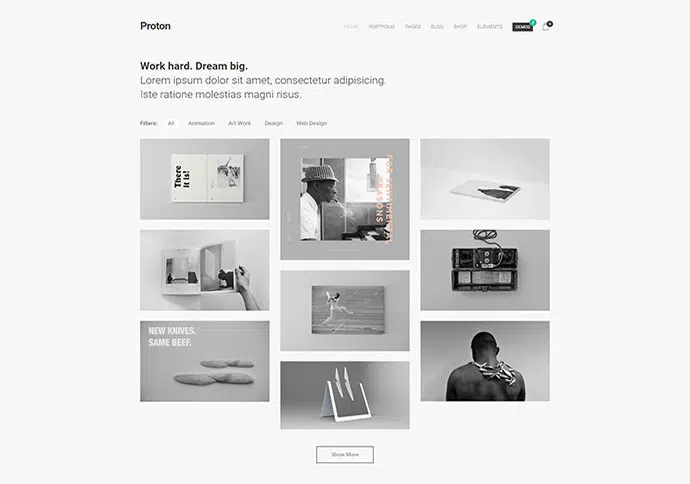 Proton
HOME PORTFOLIO PAGES BLOG SHOP ELEMENTS DEMOS
Work hard. Dream big.
Lorem ipsum dolor sit amet, consectetur adipisicing.
Iste ratione molestias magni risus.
Filters: All Animation Art Work Design Web Design
There
it is!
NEW KNIVES.
SAME BEEF.
Show More